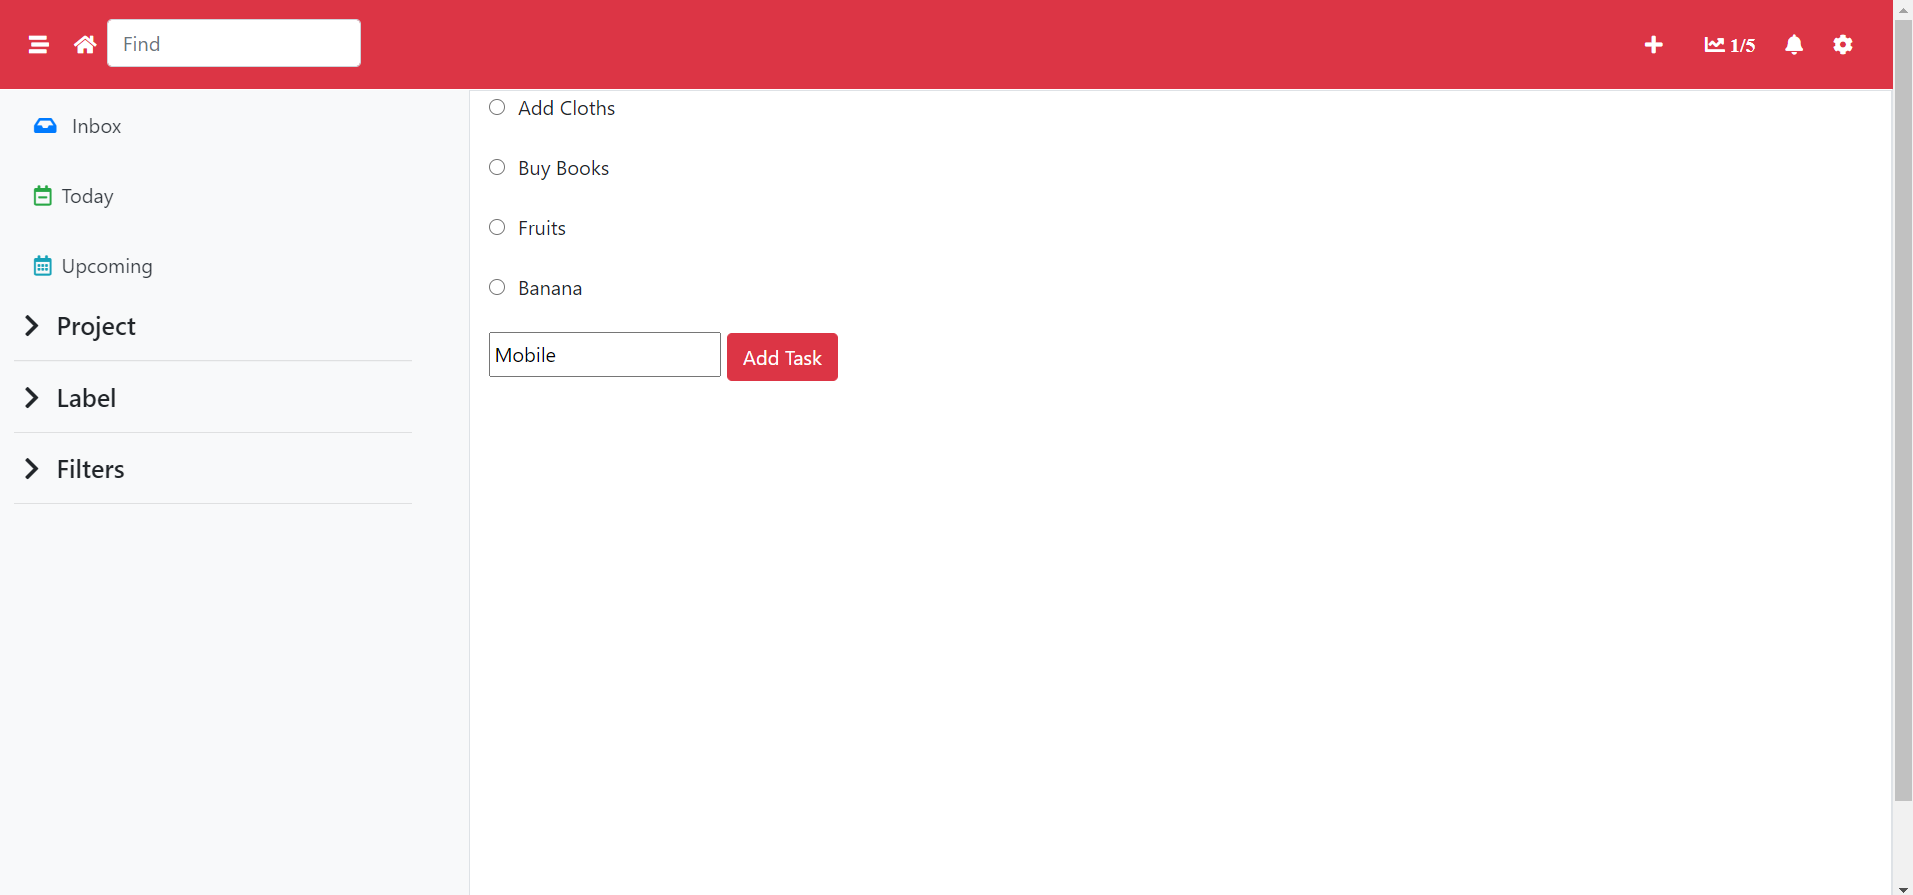 Find
1/5
Inbox
Today
Upcoming
Project
Label
Filters
Add Cloths
Buy Books
Fruits
Banana
Mobile
Add Task